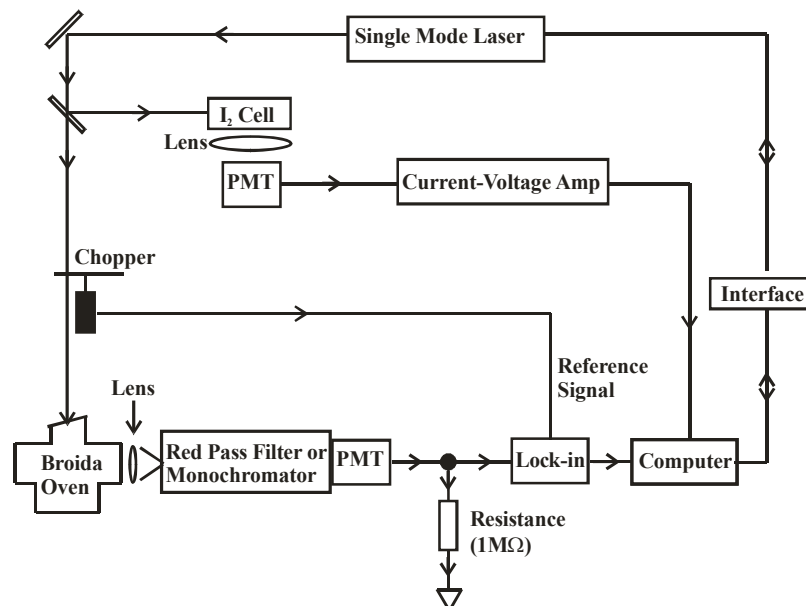 Single Mode Laser
I₂ Cell
Lens
PMT
Current-Voltage Amp
Chopper
Interface
Reference
Signal
Lens
Broida
Oven
Red Pass Filter or
Monochromator
PMT
Lock-in
Computer
Resistance
(1MΩ)